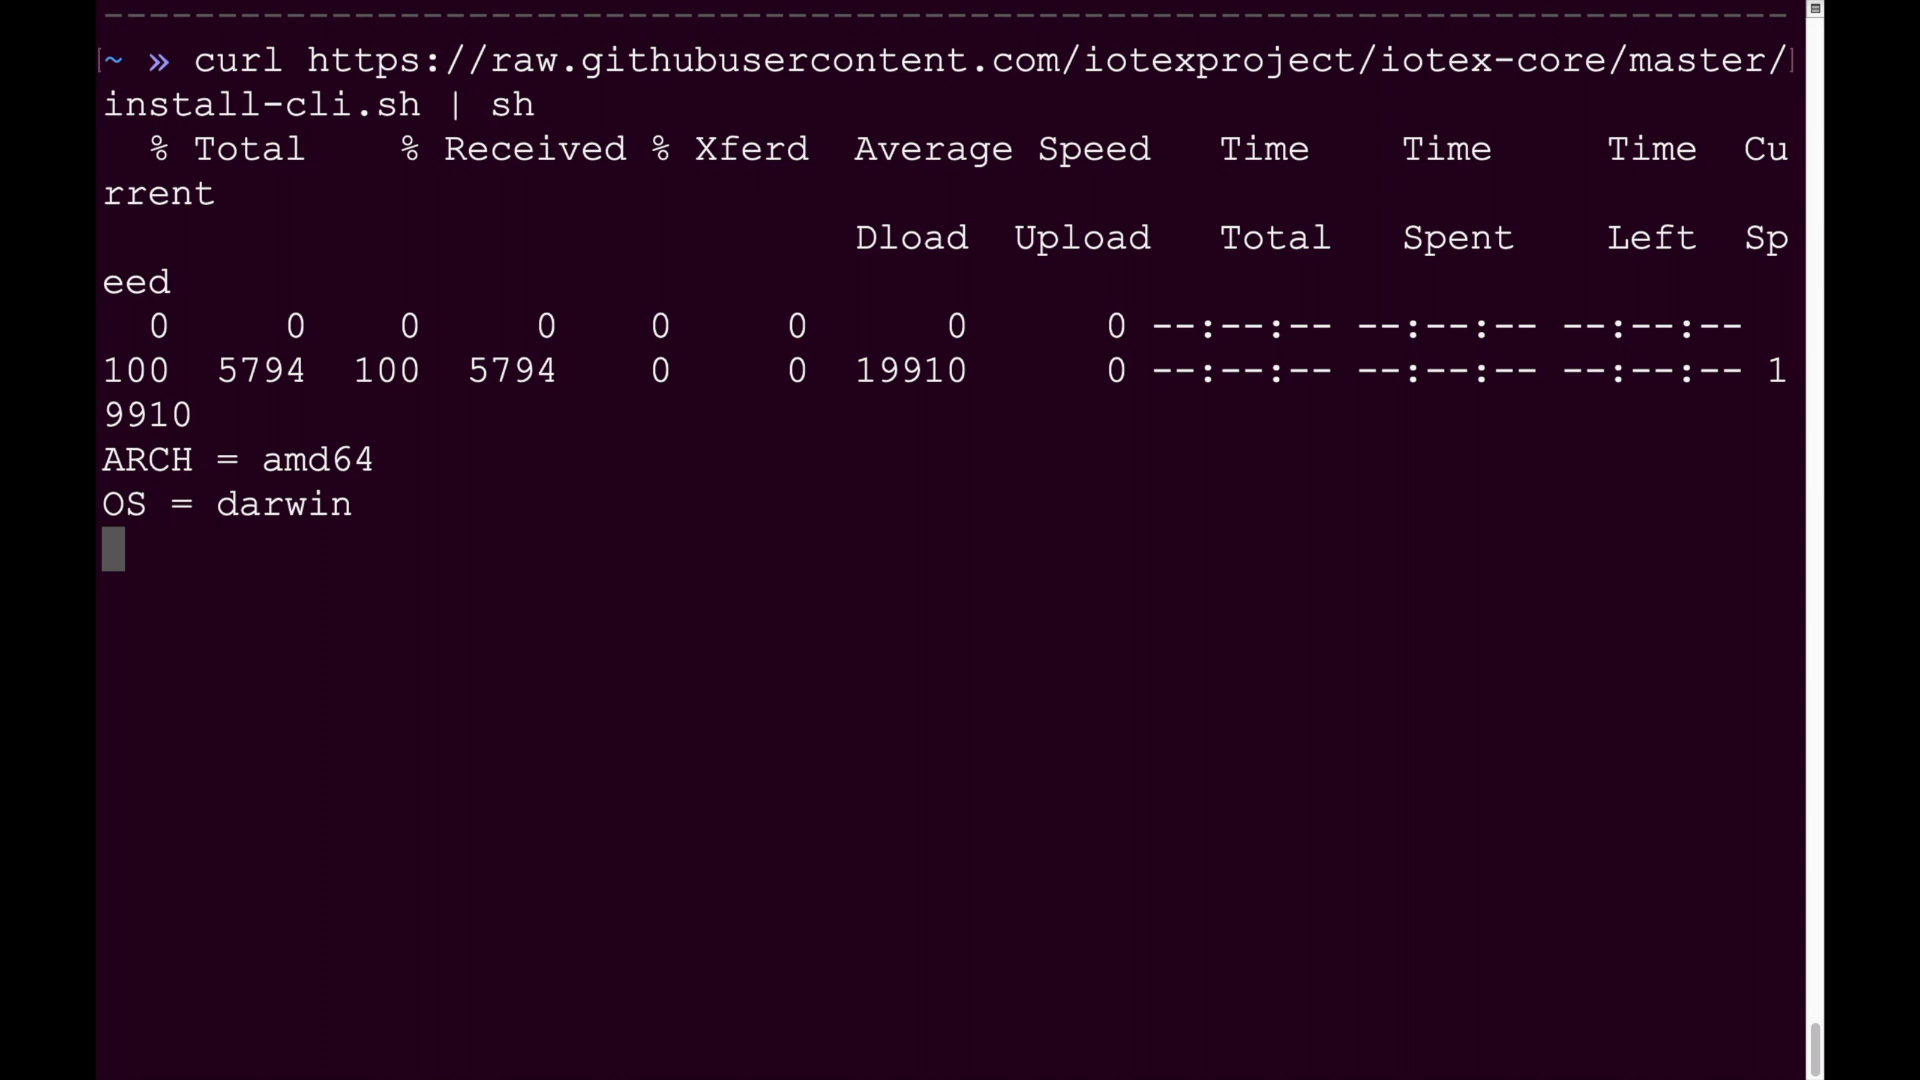 ~ » curl https://raw.githubusercontent.com/iotexproject/iotex-core/master/
install-cli.sh | sh
% Total % Received % Xferd Average Speed Time Time Time Cu
rrent
Dload Upload Total Spent Left Sp
eed
0 0 0 0 0 0 0 0 --:--:-- --:--:-- --:--:--
100 5794 100 5794 0 0 19910 0 --:--:-- --:--:-- --:--:-- 1
9910
ARCH = amd64
OS = darwin